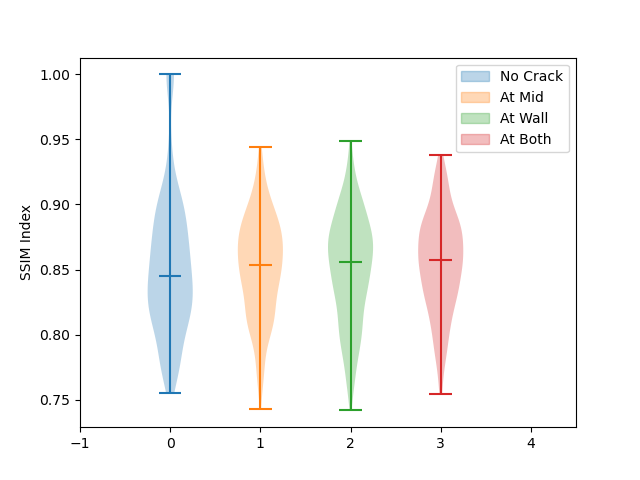 1.00
0.95
0.90
0.85
0.80
0.75
SSIM Index
−1
0
1
2
3
4
No Crack
At Mid
At Wall
At Both